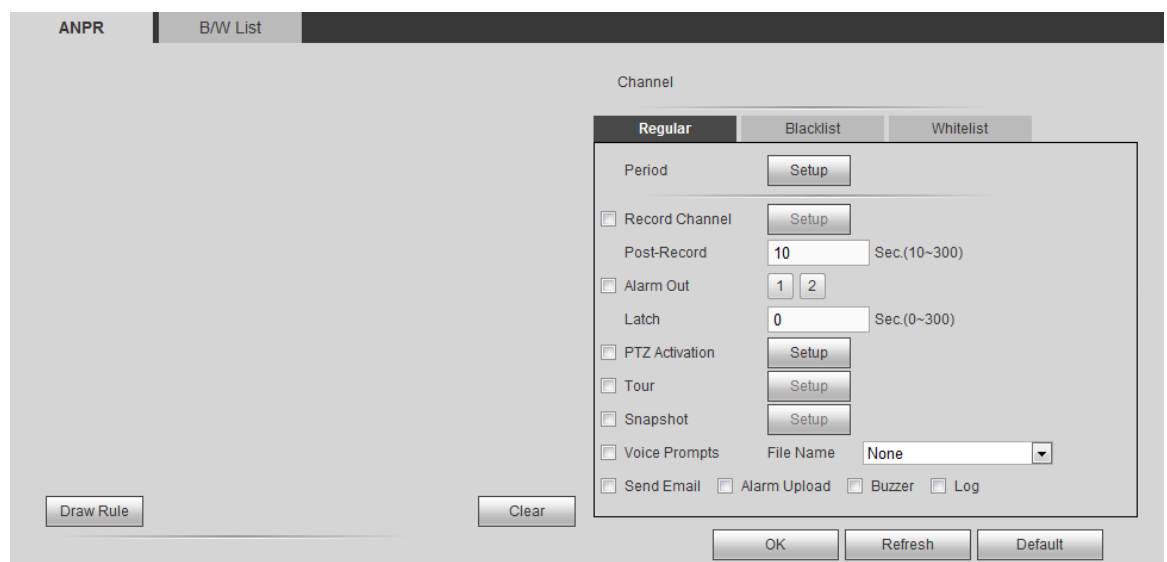 ANPR B/W List
Channel
Regular Blacklist Whitelist
Period Setup
Record Channel Setup
Post-Record 10 Sec.(10~300)
Alarm Out 1 2
Latch 0 Sec.(0~300)
PTZ Activation Setup
Tour Setup
Snapshot Setup
Voice Prompts File Name None
Send Email Alarm Upload Buzzer Log
Draw Rule Clear
OK Refresh Default